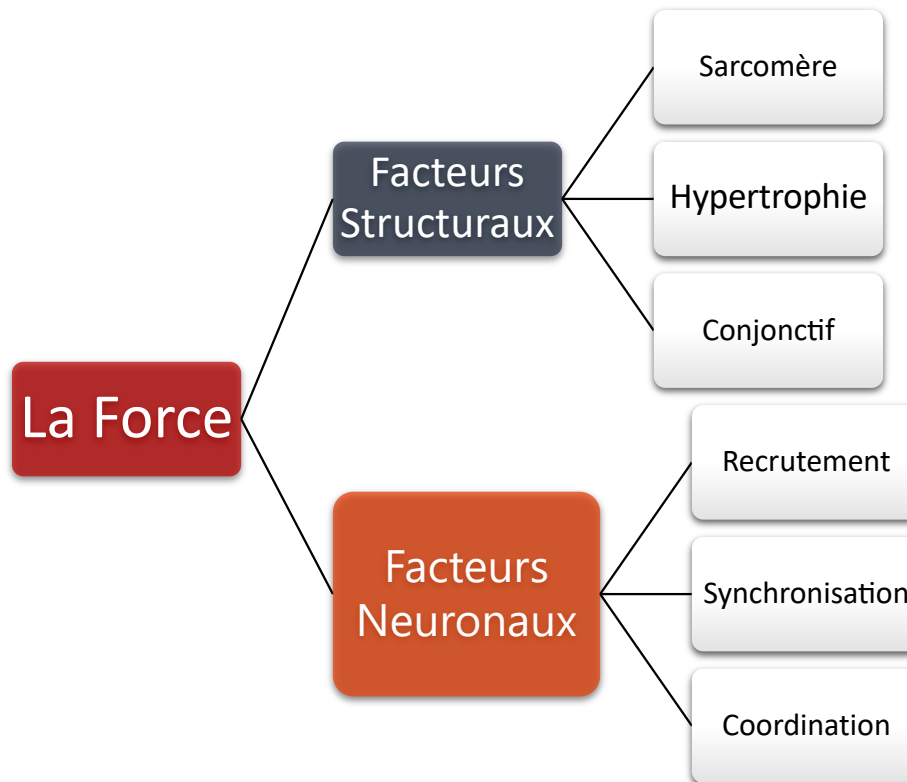 La Force
Facteurs
Structuraux
Sarcomère
Hypertrophie
Conjonctif
Facteurs
Neuronaux
Recrutement
Synchronisation
Coordination